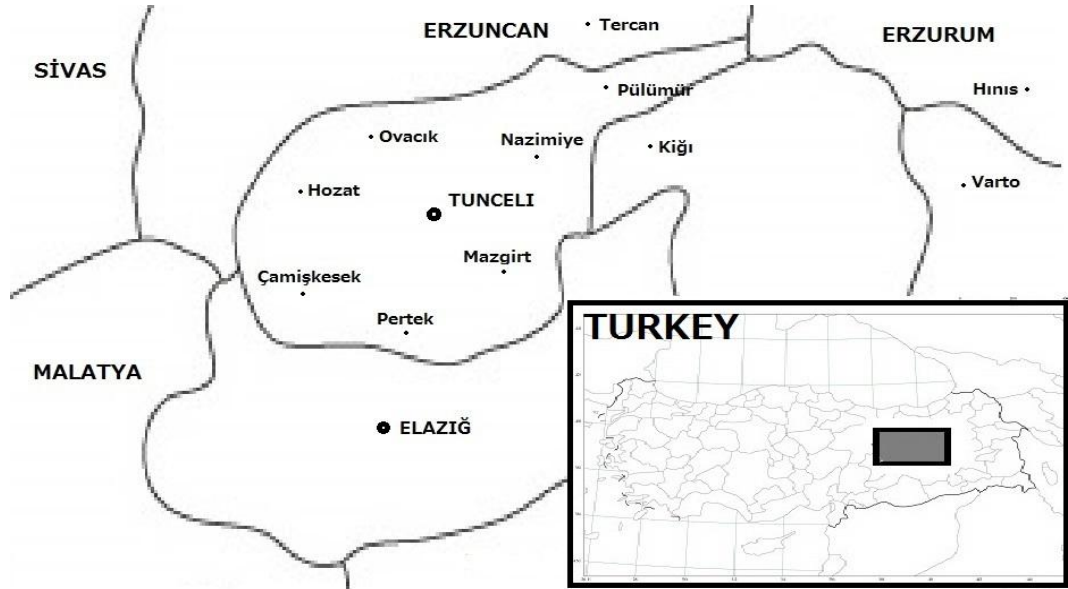 ERZUNCAN
Tercan
ERZURUM
SİVAS
Pülümür
Hınıs
Ovacık
Nazimiye
Kiğı
Hozat
TUNCELI
Varto
Mazgirt
Çamişkesek
Pertek
TURKEY
MALATYA
ELAZIĞ